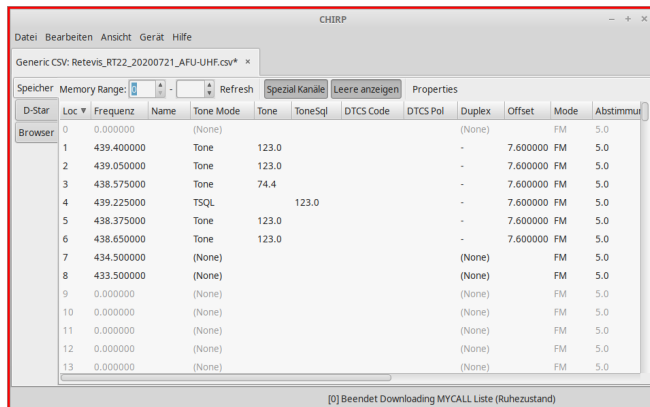 CHIRP
Datei Bearbeiten Ansicht Gerät Hilfe
Generic CSV: Retevis_RT22_20200721_AFU-UHF.csv* ×
Speicher Memory Range: 0 - Refresh Spezial Kanäle Leere anzeigen Properties
D-Star Loc Frequenz Name Tone Mode Tone ToneSql DTCS Code DTCS Pol Duplex Offset Mode Abstimmu
Browser 0 0.000000 (None) (None) FM 5.0
1 439.400000 Tone 123.0 - 7.600000 FM 5.0
2 439.050000 Tone 123.0 - 7.600000 FM 5.0
3 438.575000 Tone 74.4 - 7.600000 FM 5.0
4 439.225000 TSQL 123.0 - 7.600000 FM 5.0
5 438.375000 Tone 123.0 - 7.600000 FM 5.0
6 438.650000 Tone 123.0 - 7.600000 FM 5.0
7 434.500000 (None) (None) FM 5.0
8 433.500000 (None) (None) FM 5.0
9 0.000000 (None) (None) FM 5.0
10 0.000000 (None) (None) FM 5.0
11 0.000000 (None) (None) FM 5.0
12 0.000000 (None) (None) FM 5.0
13 0.000000 (None) (None) FM 5.0
[0] Beendet Downloading MYCALL Liste (Ruhezustand)